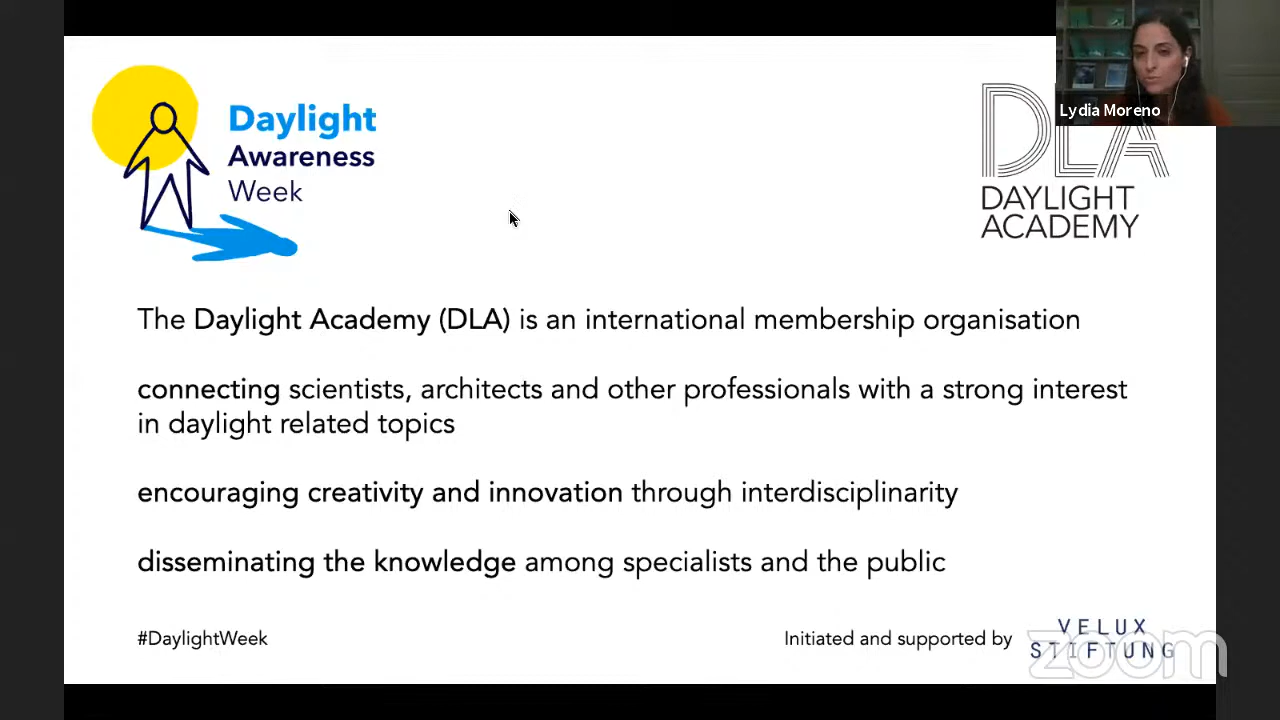 Daylight
Awareness
Week
Lydia Moreno
DLA
DAYLIGHT
ACADEMY
The Daylight Academy (DLA) is an international membership organisation
connecting scientists, architects and other professionals with a strong interest
in daylight related topics
encouraging creativity and innovation through interdisciplinarity
disseminating the knowledge among specialists and the public
#DaylightWeek
Initiated and supported by
VELUX
STIFTUNG
zoom